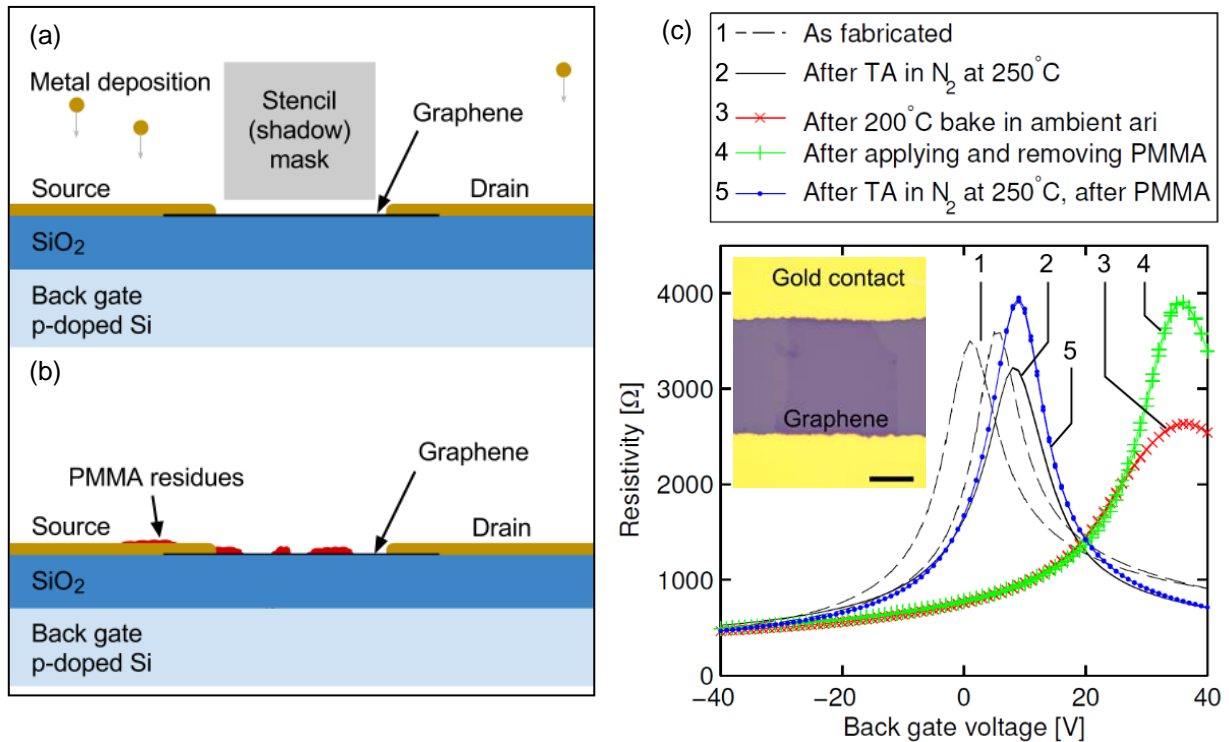 (a)
Metal deposition
Stencil
(shadow)
mask
Graphene
Source
Drain
SiO2
Back gate
p-doped Si
(b)
PMMA residues
Graphene
Source
Drain
SiO2
Back gate
p-doped Si
(c)
1 As fabricated
2 After TA in N2 at 250°C
3 After 200°C bake in ambient ari
4 After applying and removing PMMA
5 After TA in N2 at 250°C, after PMMA
Gold contact
Graphene
1 2 3 4
5
4000
3000
2000
1000
0
Resistivity [Ω]
−40 −20 0 20 40
Back gate voltage [V]